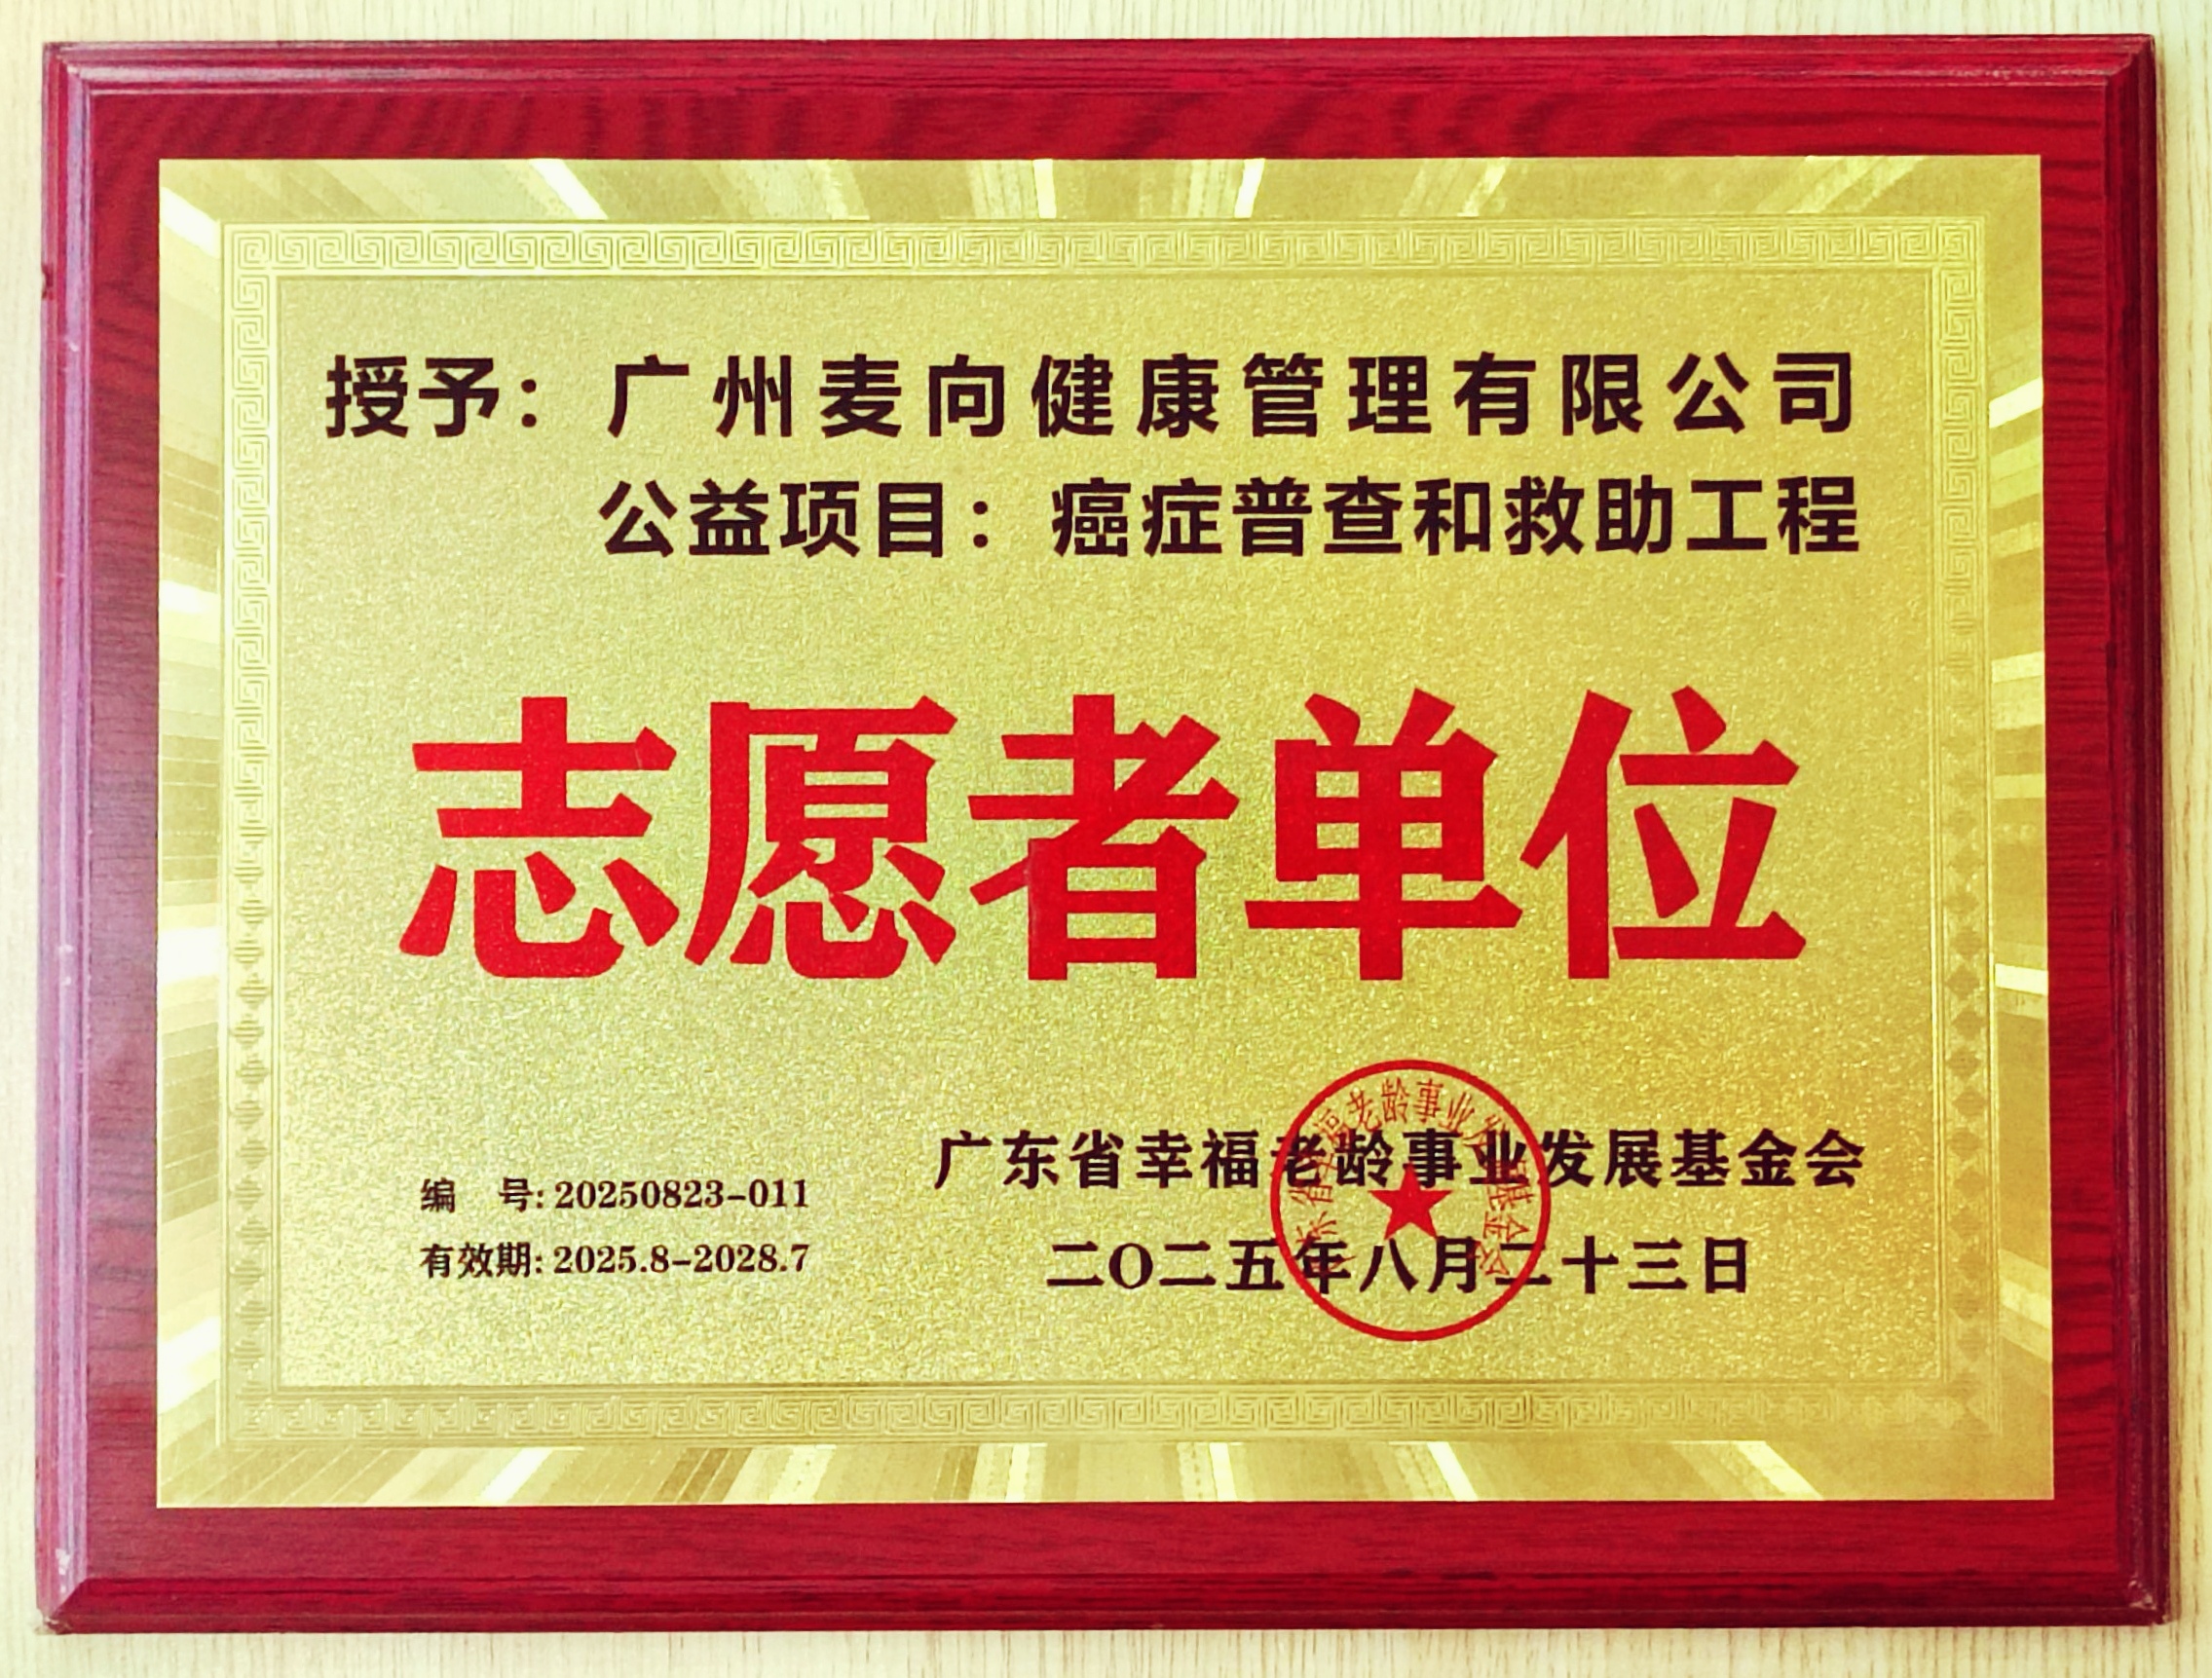 授予：广州麦向健康管理有限公司
公益项目：癌症普查和救助工程
志愿者单位
广东省幸福老龄事业发展基金会
编　号: 20250823-011
有效期: 2025.8-2028.7
二〇二五年八月二十三日